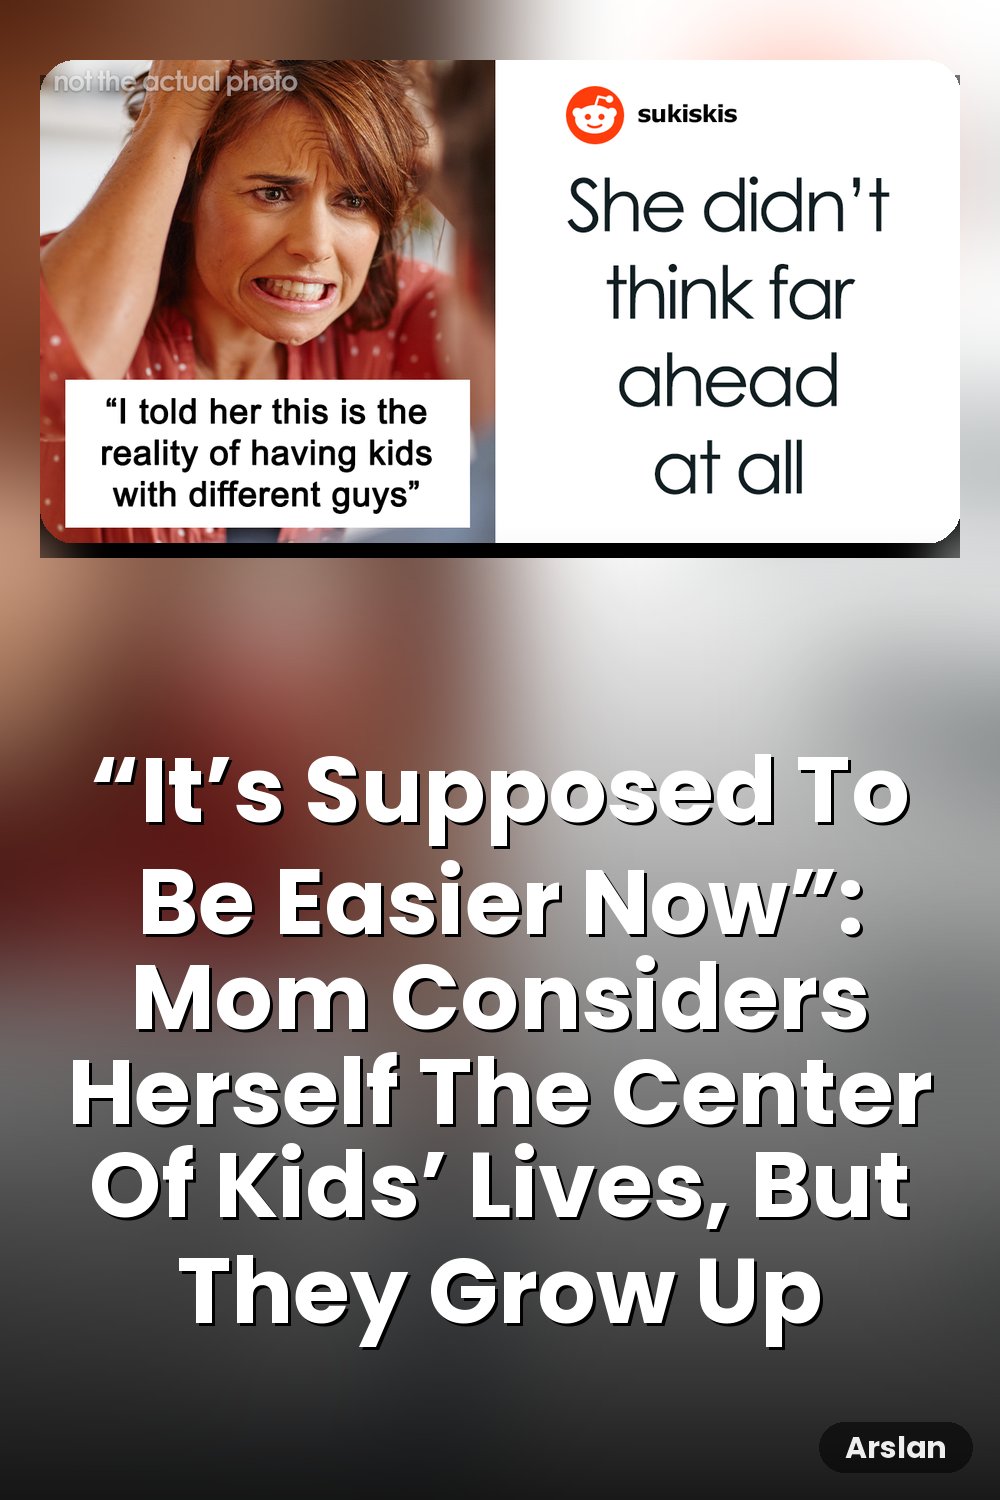 not the actual photo
“I told her this is the
reality of having kids
with different guys”
sukiskis
She didn’t
think far
ahead
at all
“It’s Supposed To
Be Easier Now”:
Mom Considers
Herself The Center
Of Kids’ Lives, But
They Grow Up
Arslan